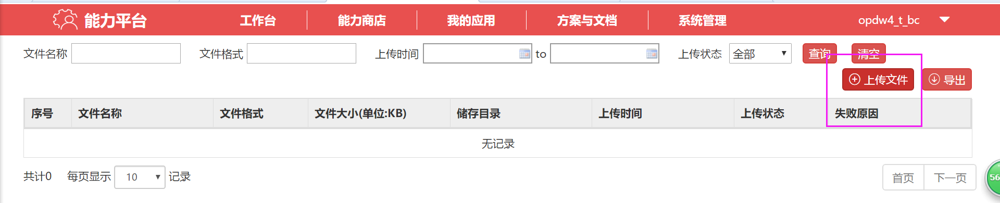 能力平台 工作台 能力商店 我的应用 方案与文档 系统管理 opdw4_t_bc
文件名称 文件格式 上传时间 to 上传状态 全部 查询 清空
上传文件 导出
序号 文件名称 文件格式 文件大小(单位:KB) 储存目录 上传时间 上传状态 失败原因
无记录
共计0 每页显示 10 记录 首页 下一页
56